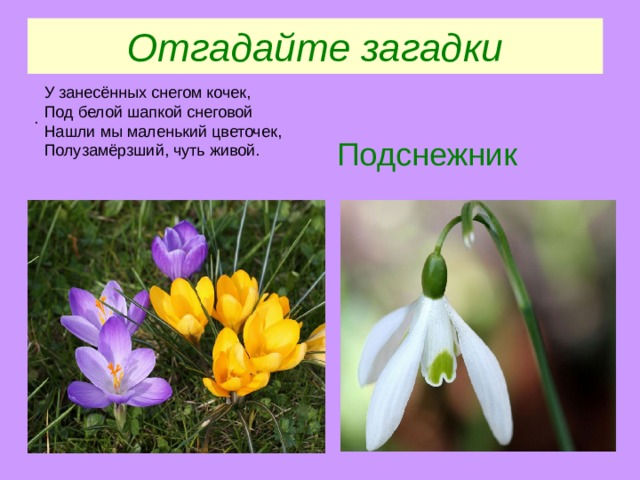 Отгадайте загадки
У занесённых снегом кочек,
Под белой шапкой снеговой
.
Нашли мы маленький цветочек,
Полузамёрзший, чуть живой.
Подснежник